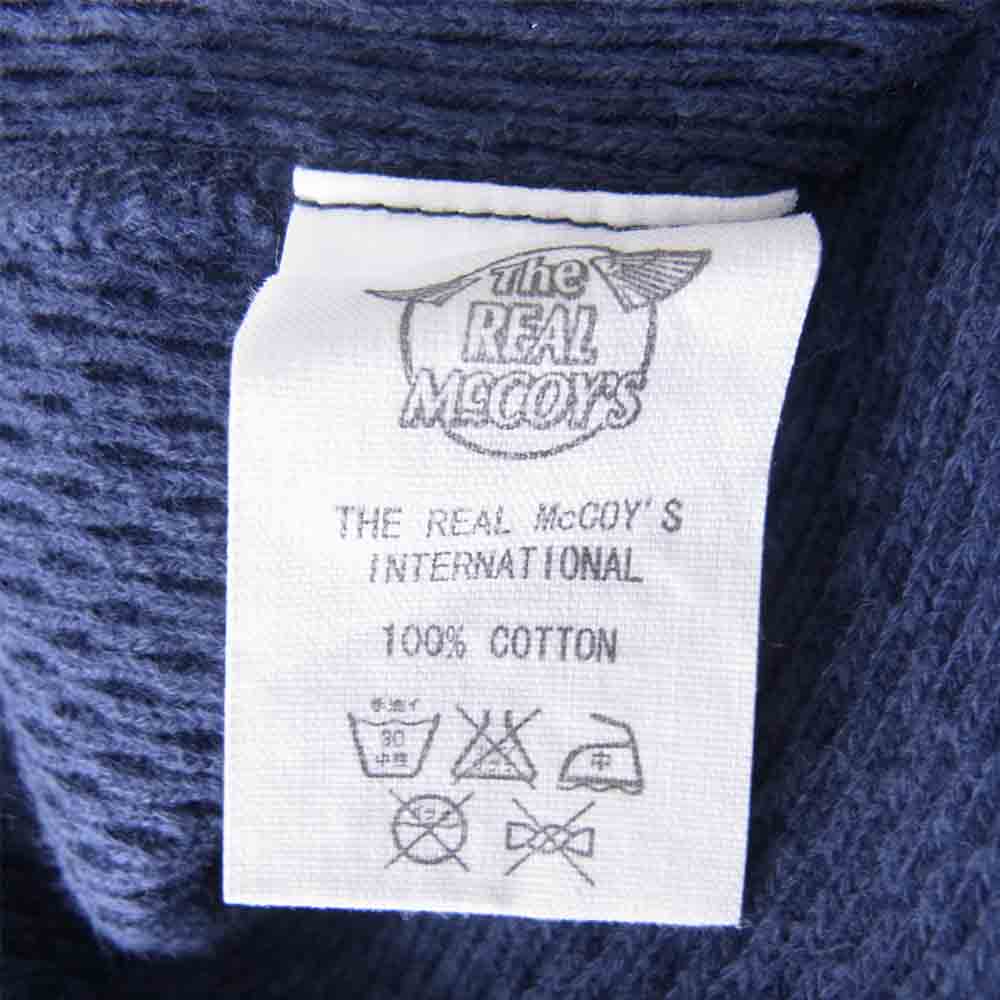 The
REAL
McCOY'S
THE REAL McCOY'S
INTERNATIONAL
100% COTTON
手洗イ
30
中性
中